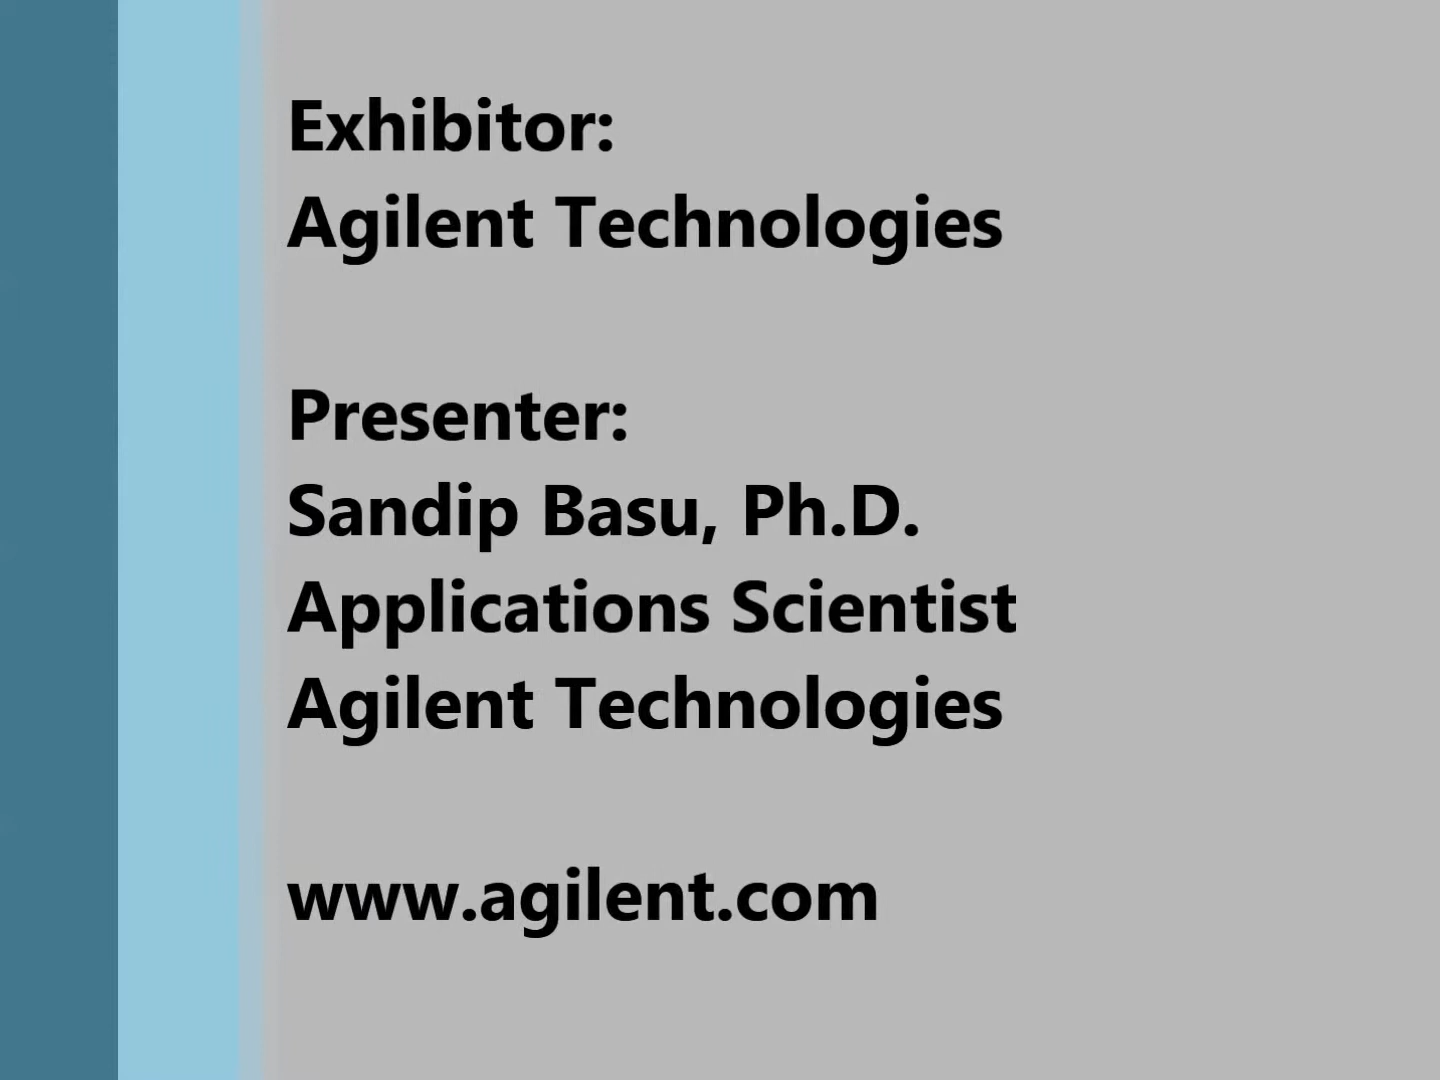 Exhibitor:
Agilent Technologies
Presenter:
Sandip Basu, Ph.D.
Applications Scientist
Agilent Technologies
www.agilent.com